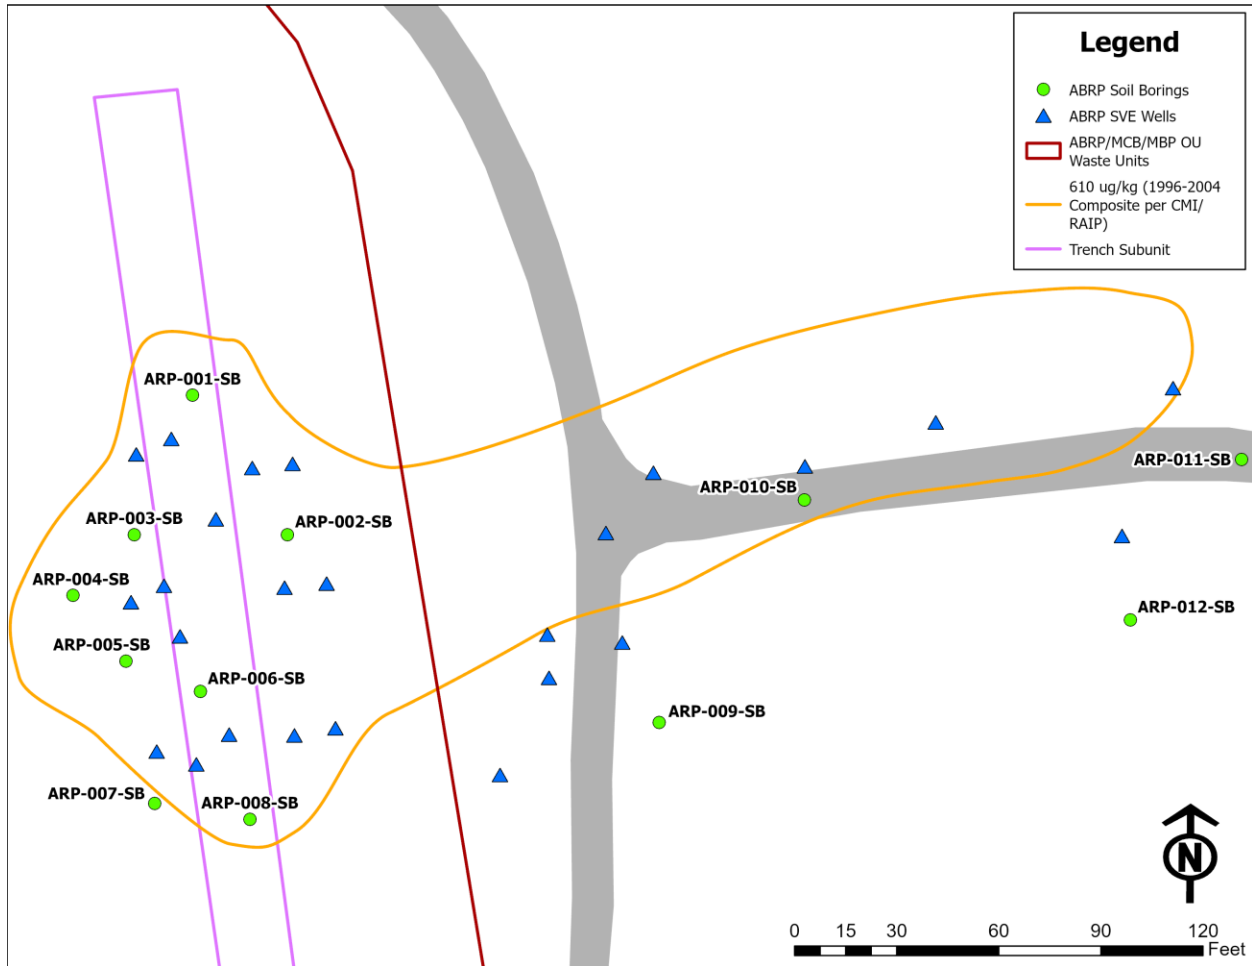 Legend
ABRP Soil Borings
ABRP SVE Wells
ABRP/MCB/MBP OU
Waste Units
610 ug/kg (1996-2004
Composite per CMI/
RAIP)
Trench Subunit
ARP-001-SB
ARP-011-SB
ARP-010-SB
ARP-003-SB
ARP-002-SB
ARP-004-SB
ARP-012-SB
ARP-005-SB
ARP-006-SB
ARP-009-SB
ARP-007-SB
ARP-008-SB
N
0 15 30 60 90 120
Feet